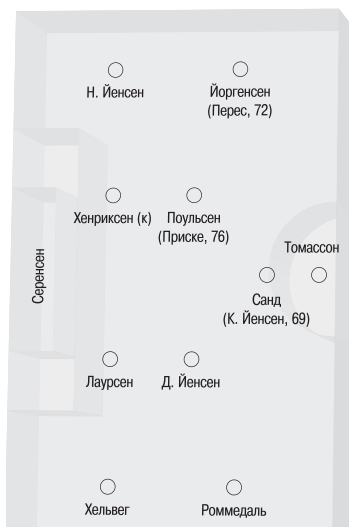 Н. Йенсен
Йоргенсен
(Перес, 72)
Хенриксен (к)
Поульсен
(Приске, 76)
Томассон
Серенсен
Санд
(К. Йенсен, 69)
Лаурсен
Д. Йенсен
Хельвег
Роммедаль